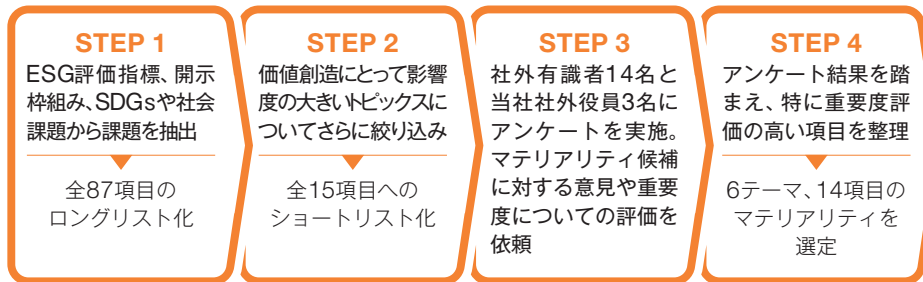 STEP 1
ESG評価指標、開示
枠組み、SDGsや社会
課題から課題を抽出
全87項目の
ロングリスト化
STEP 2
価値創造にとって影響
度の大きいトピックスに
ついてさらに絞り込み
全15項目への
ショートリスト化
STEP 3
社外有識者14名と
当社社外役員3名に
アンケートを実施。
マテリアリティ候補
に対する意見や重要
度についての評価を
依頼
STEP 4
アンケート結果を踏
まえ、特に重要度評
価の高い項目を整理
6テーマ、14項目の
マテリアリティを
選定